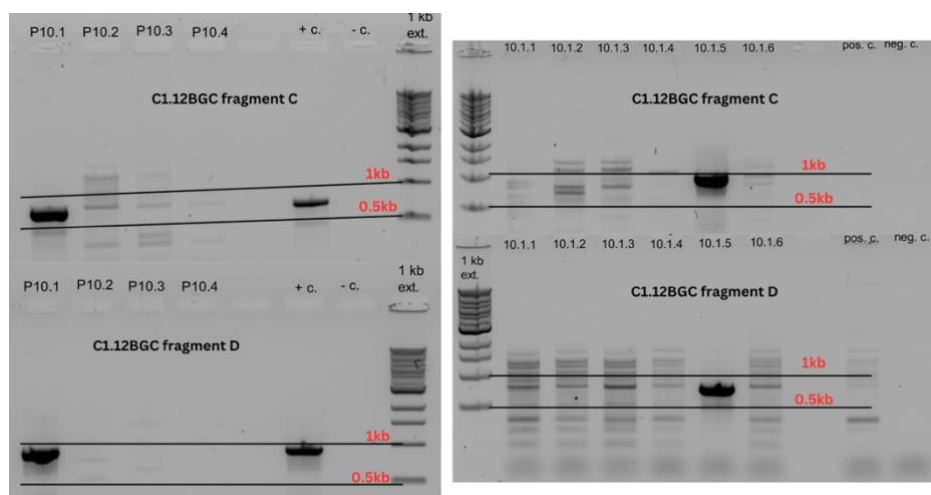 P10.1 P10.2 P10.3 P10.4 + c. - c. 1 kb ext.
C1.12BGC fragment C
1kb
0.5kb
P10.1 P10.2 P10.3 P10.4 + c. - c. 1 kb ext.
C1.12BGC fragment D
1kb
0.5kb
10.1.1 10.1.2 10.1.3 10.1.4 10.1.5 10.1.6 pos. c. neg. c.
C1.12BGC fragment C
1kb
0.5kb
10.1.1 10.1.2 10.1.3 10.1.4 10.1.5 10.1.6 pos. c. neg. c.
1 kb ext.
C1.12BGC fragment D
1kb
0.5kb